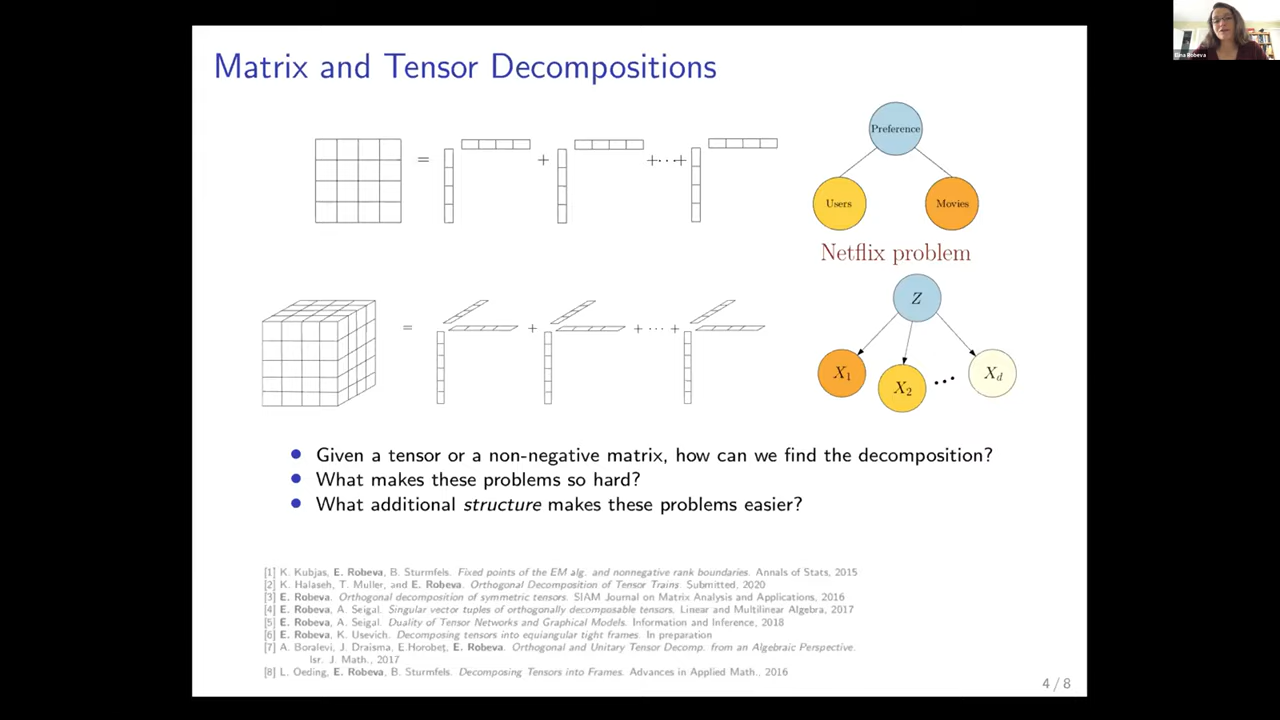 Matrix and Tensor Decompositions
= + +···+
Preference
Users
Movies
Netflix problem
= + + ··· +
Z
X1
X2
···
Xd
• Given a tensor or a non-negative matrix, how can we find the decomposition?
• What makes these problems so hard?
• What additional structure makes these problems easier?
[1] K. Kubjas, E. Robeva, B. Sturmfels. Fixed points of the EM alg. and nonnegative rank boundaries. Annals of Stats, 2015
[2] K. Halaseh, T. Muller, and E. Robeva. Orthogonal Decomposition of Tensor Trains. Submitted, 2020
[3] E. Robeva. Orthogonal decomposition of symmetric tensors. SIAM Journal on Matrix Analysis and Applications, 2016
[4] E. Robeva, A. Seigal. Singular vector tuples of orthogonally decomposable tensors. Linear and Multilinear Algebra, 2017
[5] E. Robeva, A. Seigal. Duality of Tensor Networks and Graphical Models. Information and Inference, 2018
[6] E. Robeva, K. Usevich. Decomposing tensors into equiangular tight frames. In preparation
[7] A. Boralevi, J. Draisma, E.Horobeţ, E. Robeva. Orthogonal and Unitary Tensor Decomp. from an Algebraic Perspective.
Isr. J. Math., 2017
[8] L. Oeding, E. Robeva, B. Sturmfels. Decomposing Tensors into Frames. Advances in Applied Math., 2016
4 / 8
Elina Robeva